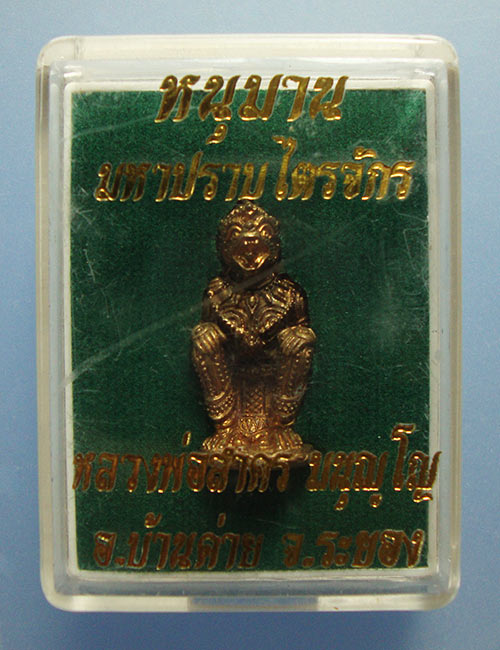 หนุมาน
มหาปราบไตรจักร
หลวงพ่อสาคร มนุญฺโญ
อ.บ้านค่าย จ.ระยอง